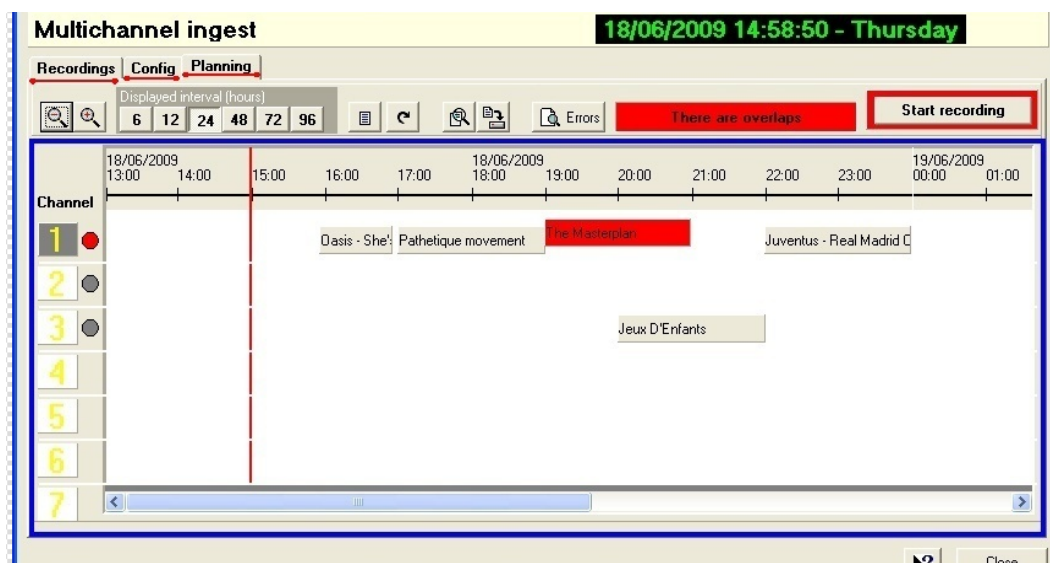 Multichannel ingest 18/06/2009 14:58:50 - Thursday
Recordings Config Planning
Displayed interval (hours)
6 12 24 48 72 96 Errors There are overlaps Start recording
18/06/2009 18/06/2009 19/06/2009
13:00 14:00 15:00 16:00 17:00 18:00 19:00 20:00 21:00 22:00 23:00 00:00 01:00
Channel
1 Oasis - She' Pathetique movement The Masterplan Juventus - Real Madrid C
2
3 Jeux D'Enfants
4
5
6
7
Close